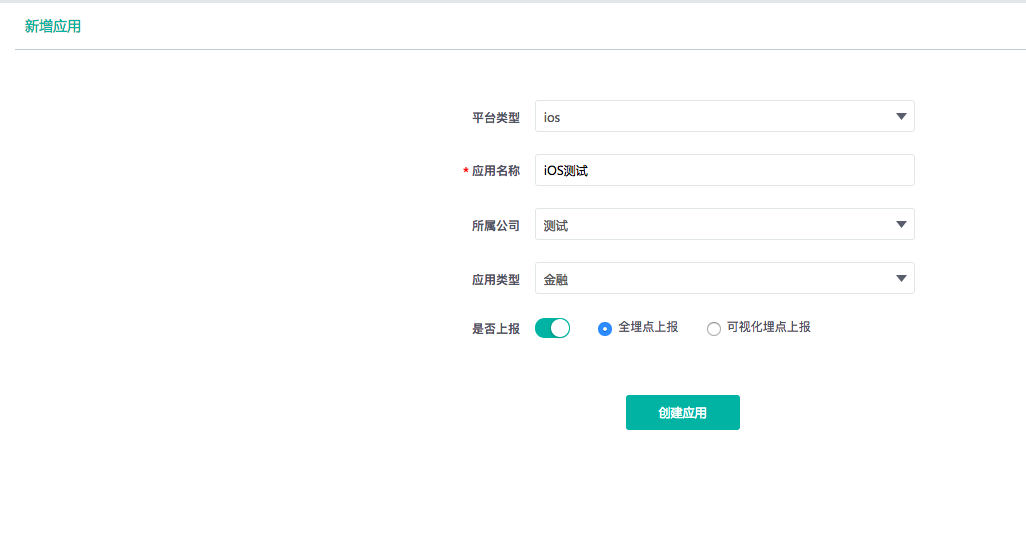 新增应用
平台类型 ios
* 应用名称 iOS测试
所属公司 测试
应用类型 金融
是否上报 全埋点上报 可视化埋点上报
创建应用